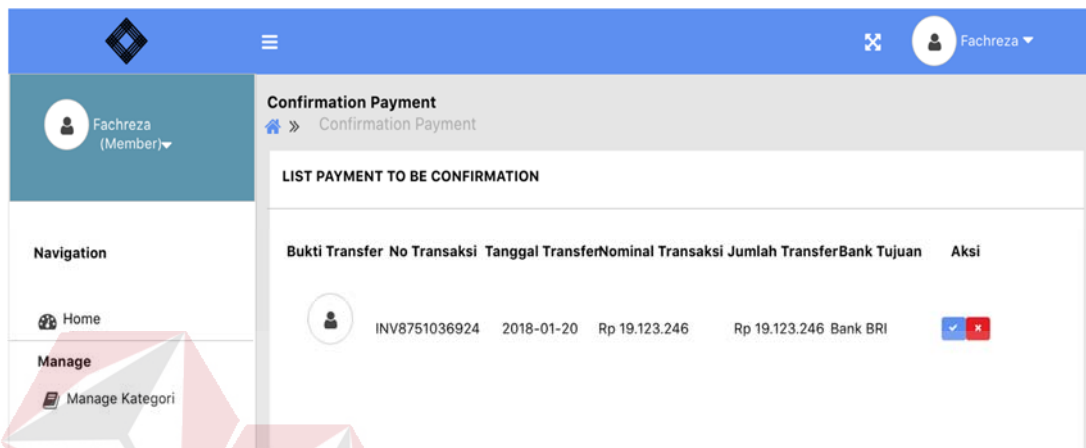 Fachreza
Fachreza
(Member)
Confirmation Payment
Confirmation Payment
LIST PAYMENT TO BE CONFIRMATION
Navigation
Home
Manage
Manage Kategori
Bukti Transfer No Transaksi Tanggal Transfer Nominal Transaksi Jumlah Transfer Bank Tujuan Aksi
INV8751036924 2018-01-20 Rp 19.123.246 Rp 19.123.246 Bank BRI